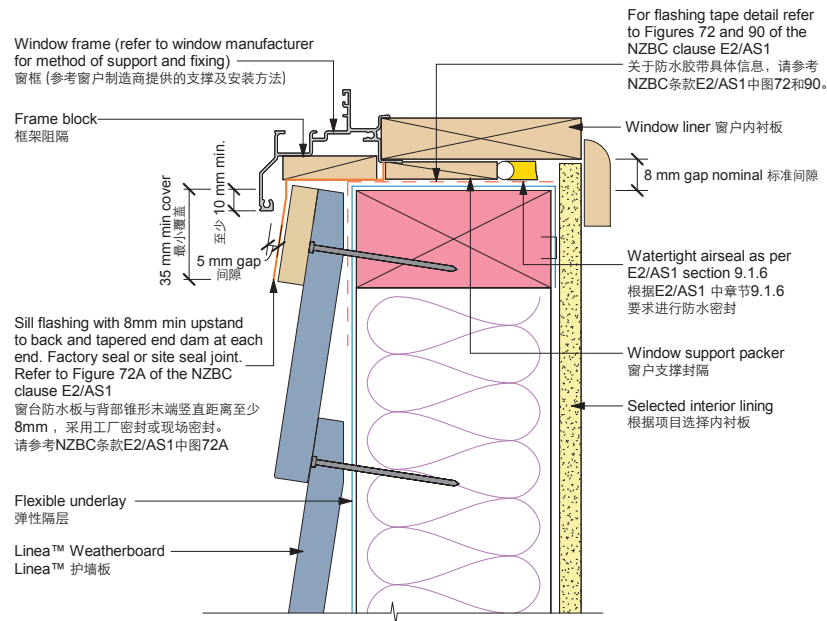 Window frame (refer to window manufacturer
for method of support and fixing)
窗框 (参考窗户制造商提供的支撑及安装方法)
Frame block
框架阻隔
35 mm min cover
最小覆盖
10 mm min.
至少
5 mm gap
间隙
Sill flashing with 8mm min upstand
to back and tapered end dam at each
end. Factory seal or site seal joint.
Refer to Figure 72A of the NZBC
clause E2/AS1
窗台防水板与背部锥形末端竖直距离至少
8mm ，采用工厂密封或现场密封。
请参考NZBC条款E2/AS1中图72A
Flexible underlay
弹性隔层
Linea™ Weatherboard
Linea™ 护墙板
For flashing tape detail refer
to Figures 72 and 90 of the
NZBC clause E2/AS1
关于防水胶带具体信息，请参考
NZBC条款E2/AS1中图72和90。
Window liner 窗户内衬板
8 mm gap nominal 标准间隙
Watertight airseal as per
E2/AS1 section 9.1.6
根据E2/AS1 中章节9.1.6
要求进行防水密封
Window support packer
窗户支撑封隔
Selected interior lining
根据项目选择内衬板